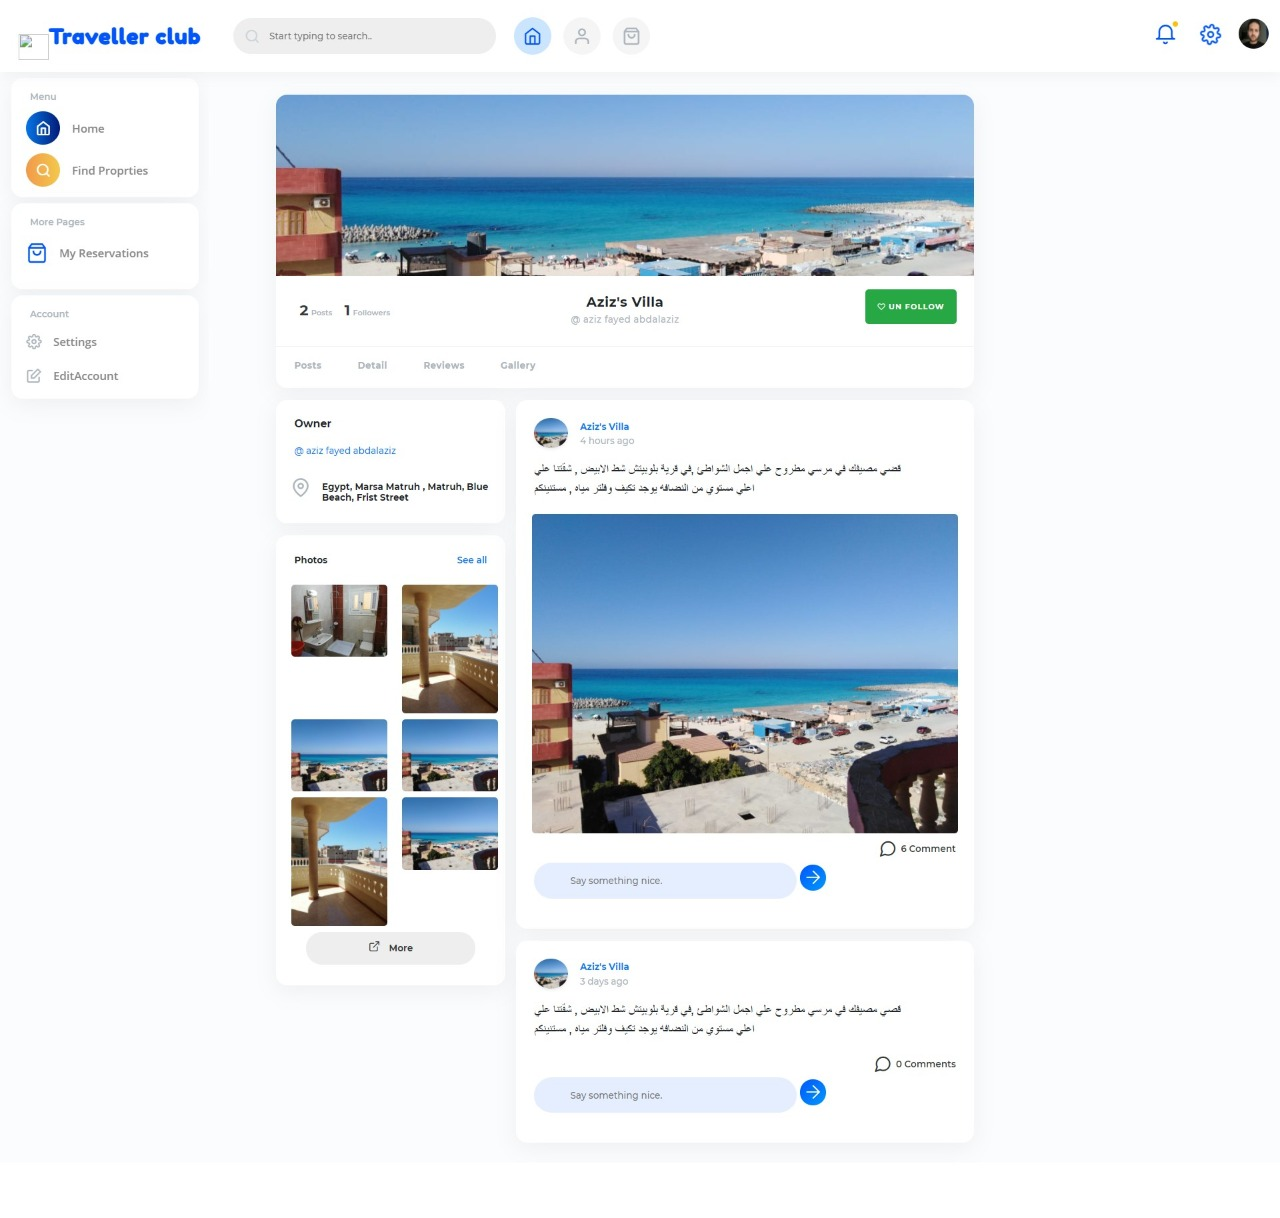 Traveller club
Start typing to search..
Menu
Home
Find Proprties
More Pages
My Reservations
Account
Settings
EditAccount
2 Posts 1 Followers
Aziz's Villa
@ aziz fayed abdalaziz
UN FOLLOW
Posts Detail Reviews Gallery
Owner
@ aziz fayed abdalaziz
Egypt, Marsa Matruh , Matruh, Blue
Beach, Frist Street
Photos See all
More
Aziz's Villa
4 hours ago
قضي مصيفك في مرسي مطروح علي اجمل الشواطئ ,في قرية بلوبيتش شط الابيض , شقتنا علي
اعلي مستوي من النضافه يوجد تكيف وفلتر مياه , مستنينكم
6 Comment
Say something nice.
Aziz's Villa
3 days ago
قضي مصيفك في مرسي مطروح علي اجمل الشواطئ ,في قرية بلوبيتش شط الابيض , شقتنا علي
اعلي مستوي من النضافه يوجد تكيف وفلتر مياه , مستنينكم
0 Comments
Say something nice.